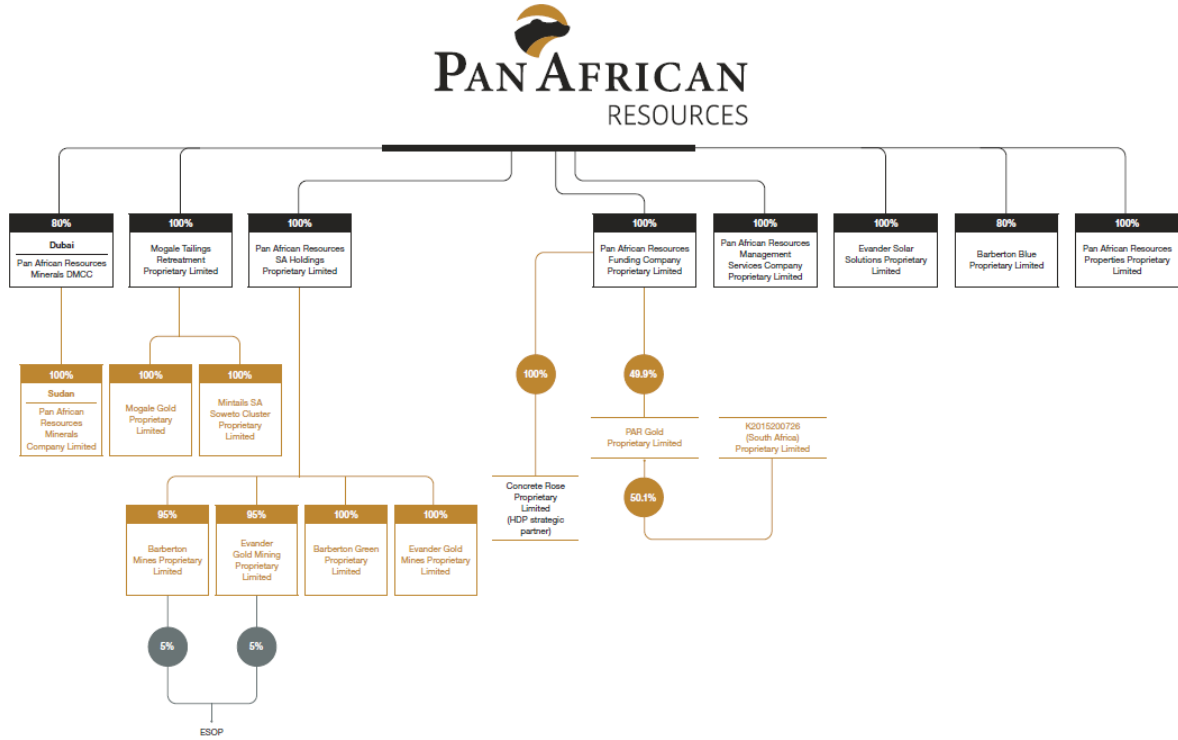 PAN AFRICAN
RESOURCES
80%
Dubai
Pan African Resources
Minerals DMCC
100%
Mogale Tailings
Retreatment
Proprietary Limited
100%
Pan African Resources
SA Holdings
Proprietary Limited
100%
Pan African Resources
Funding Company
Proprietary Limited
100%
Pan African Resources
Management
Services Company
Proprietary Limited
100%
Evander Solar
Solutions Proprietary
Limited
80%
Barberton Blue
Proprietary Limited
100%
Pan African Resources
Properties Proprietary
Limited
100%
Sudan
Pan African
Resources
Minerals
Company Limited
100%
Mogale Gold
Proprietary
Limited
100%
Mintails SA
Soweto Cluster
Proprietary
Limited
100%
49.9%
PAR Gold
Proprietary Limited
K2015200726
(South Africa)
Proprietary Limited
50.1%
Concrete Rose
Proprietary
Limited
(HDP strategic
partner)
95%
Barberton
Mines Proprietary
Limited
95%
Evander
Gold Mining
Proprietary
Limited
100%
Barberton Green
Proprietary
Limited
100%
Evander Gold
Mines Proprietary
Limited
5%
5%
ESOP